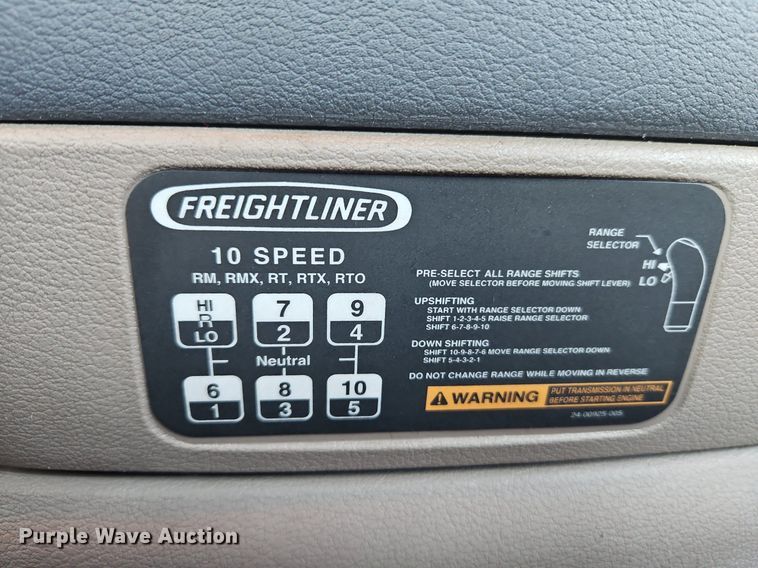 FREIGHTLINER
10 SPEED
RM, RMX, RT, RTX, RTO
HI
R
LO
7
2
9
4
Neutral
6
1
8
3
10
5
RANGE
SELECTOR
HI
LO
PRE-SELECT ALL RANGE SHIFTS
(MOVE SELECTOR BEFORE MOVING SHIFT LEVER)
UPSHIFTING
START WITH RANGE SELECTOR DOWN
SHIFT 1-2-3-4-5 RAISE RANGE SELECTOR
SHIFT 6-7-8-9-10
DOWN SHIFTING
SHIFT 10-9-8-7-6 MOVE RANGE SELECTOR DOWN
SHIFT 5-4-3-2-1
DO NOT CHANGE RANGE WHILE MOVING IN REVERSE
WARNING
PUT TRANSMISSION IN NEUTRAL
BEFORE STARTING ENGINE
24-00925-005
Purple Wave Auction